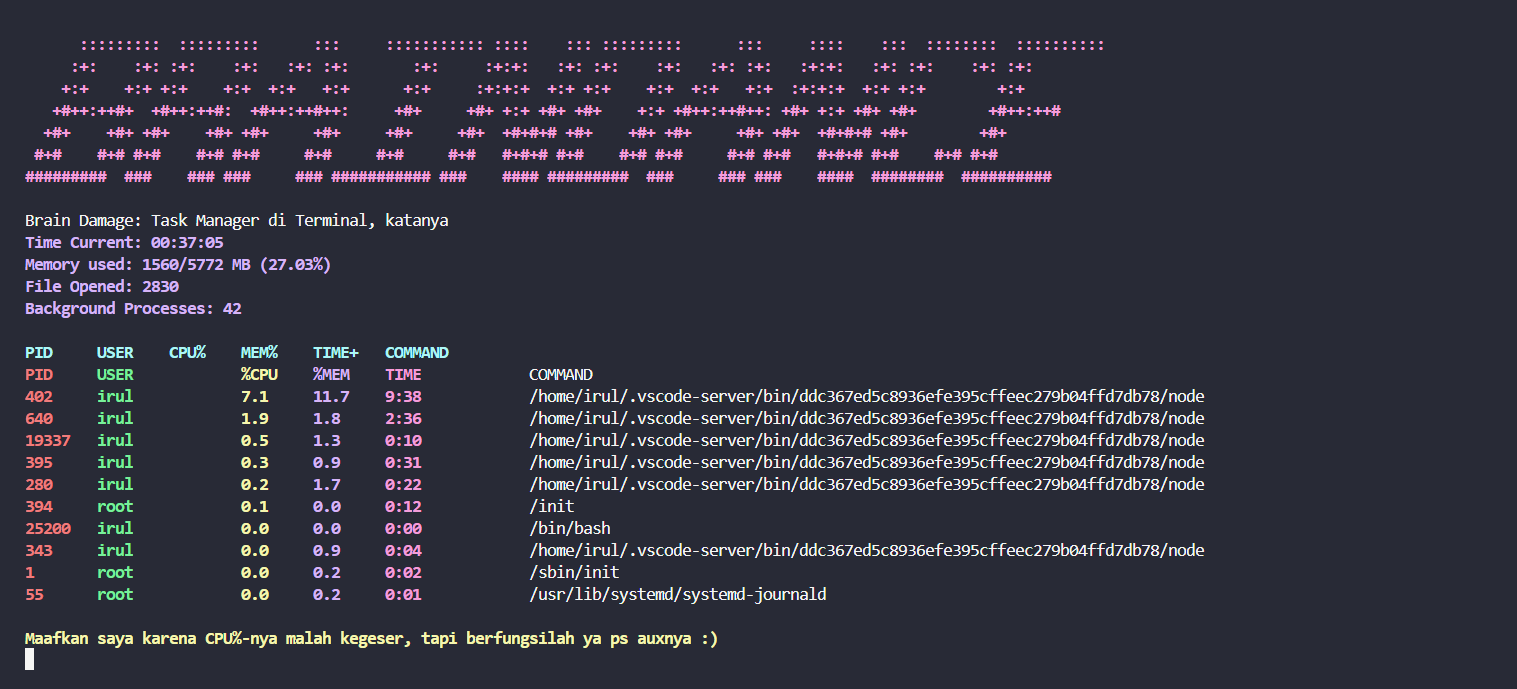 Brain Damage: Task Manager di Terminal, katanya
Time Current: 00:37:05
Memory used: 1560/5772 MB (27.03%)
File Opened: 2830
Background Processes: 42
PID USER CPU% MEM% TIME+ COMMAND
PID USER %CPU %MEM TIME COMMAND
402 irul 7.1 11.7 9:38 /home/irul/.vscode-server/bin/ddc367ed5c8936efe395cffeec279b04ffd7db78/node
640 irul 1.9 1.8 2:36 /home/irul/.vscode-server/bin/ddc367ed5c8936efe395cffeec279b04ffd7db78/node
19337 irul 0.5 1.3 0:10 /home/irul/.vscode-server/bin/ddc367ed5c8936efe395cffeec279b04ffd7db78/node
395 irul 0.3 0.9 0:31 /home/irul/.vscode-server/bin/ddc367ed5c8936efe395cffeec279b04ffd7db78/node
280 irul 0.2 1.7 0:22 /home/irul/.vscode-server/bin/ddc367ed5c8936efe395cffeec279b04ffd7db78/node
394 root 0.1 0.0 0:12 /init
25200 irul 0.0 0.0 0:00 /bin/bash
343 irul 0.0 0.9 0:04 /home/irul/.vscode-server/bin/ddc367ed5c8936efe395cffeec279b04ffd7db78/node
1 root 0.0 0.2 0:02 /sbin/init
55 root 0.0 0.2 0:01 /usr/lib/systemd/systemd-journald
Maafkan saya karena CPU%-nya malah kegeser, tapi berfungsilah ya ps auxnya :)